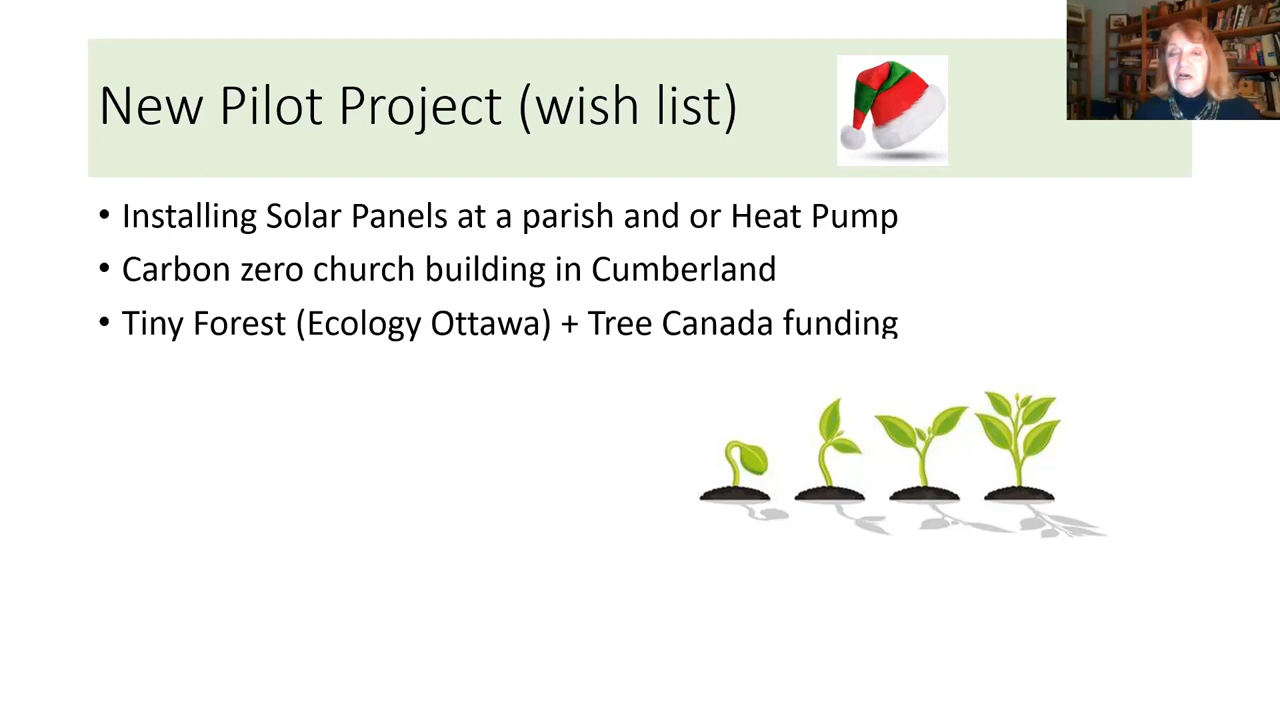 New Pilot Project (wish list)
• Installing Solar Panels at a parish and or Heat Pump
• Carbon zero church building in Cumberland
• Tiny Forest (Ecology Ottawa) + Tree Canada funding